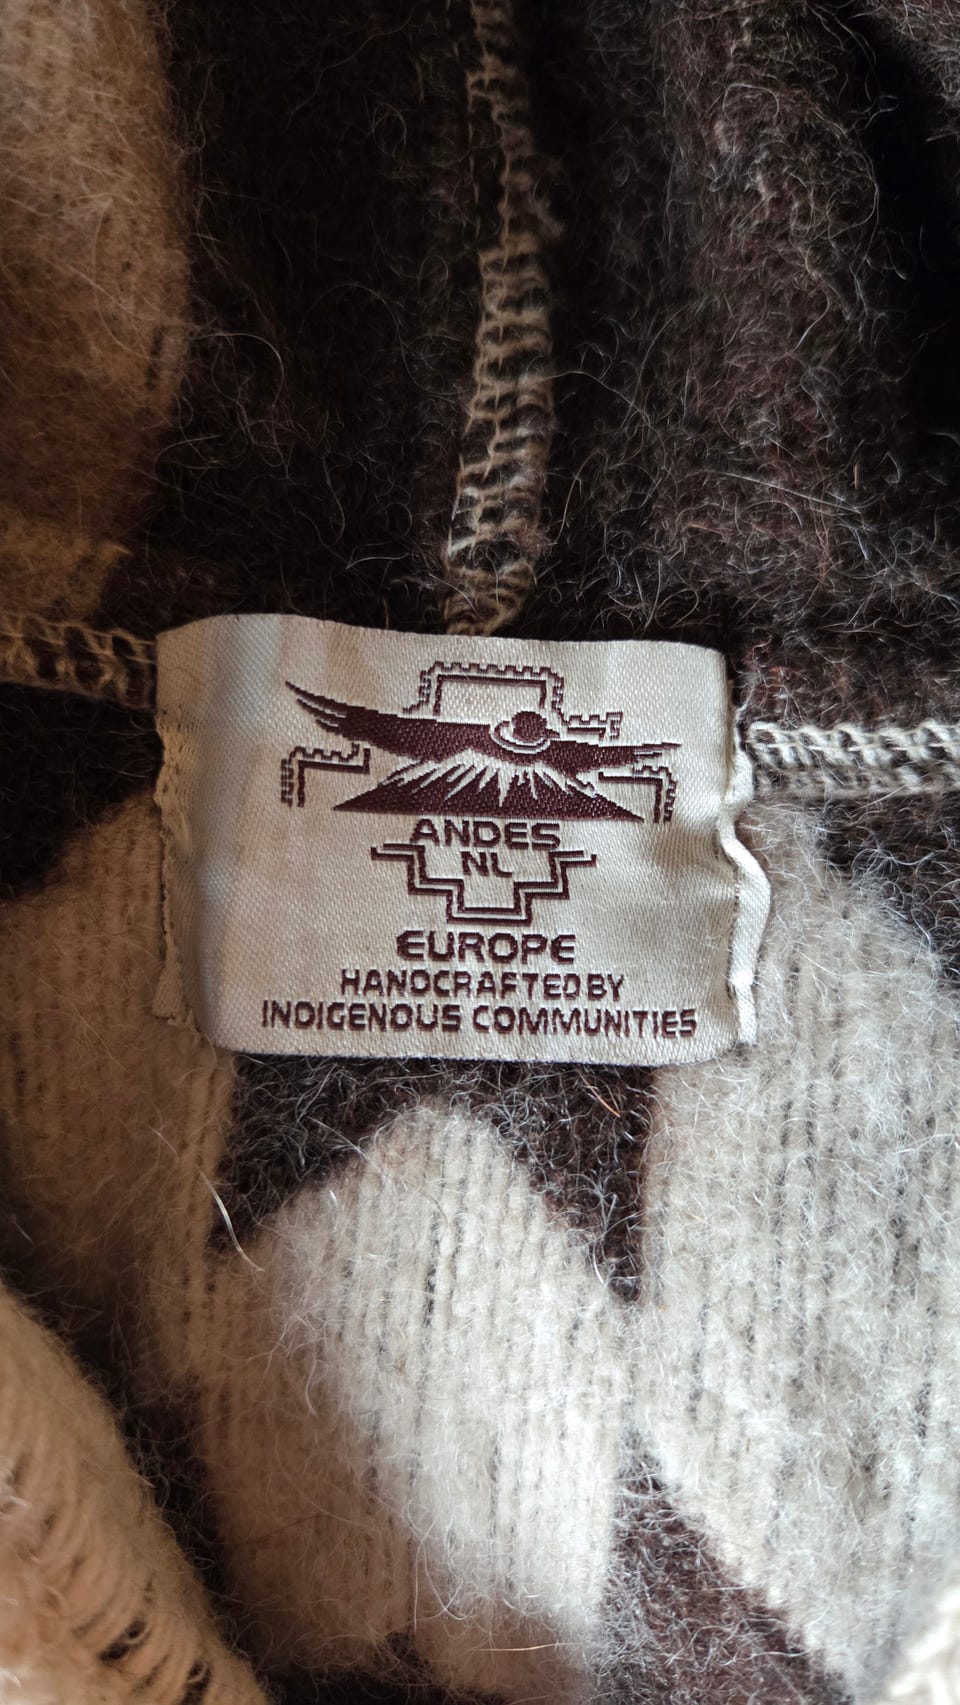 ANDES
NL
EUROPE
HANDCRAFTED BY
INDIGENOUS COMMUNITIES